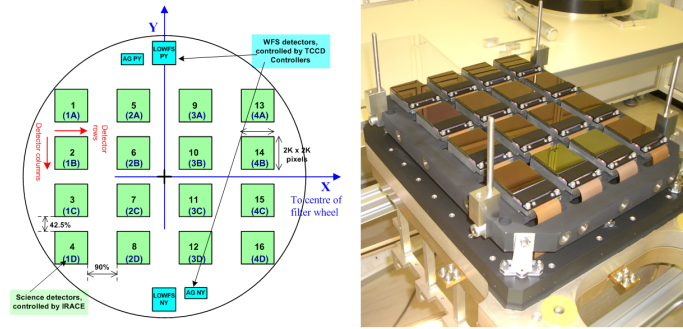 Y
LOWFS
PY
AG PY
WFS detectors,
controlled by TCCD
Controllers
1
(1A)
5
(2A)
9
(3A)
13
(4A)
Detector
rows
Detector columns
2
(1B)
6
(2B)
10
(3B)
14
(4B)
2K x 2K
pixels
X
To centre of
filter wheel
3
(1C)
7
(2C)
11
(3C)
15
(4C)
42.5%
4
(1D)
8
(2D)
12
(3D)
16
(4D)
90%
Science detectors,
controlled by IRACE
LOWFS
NY
AG NY